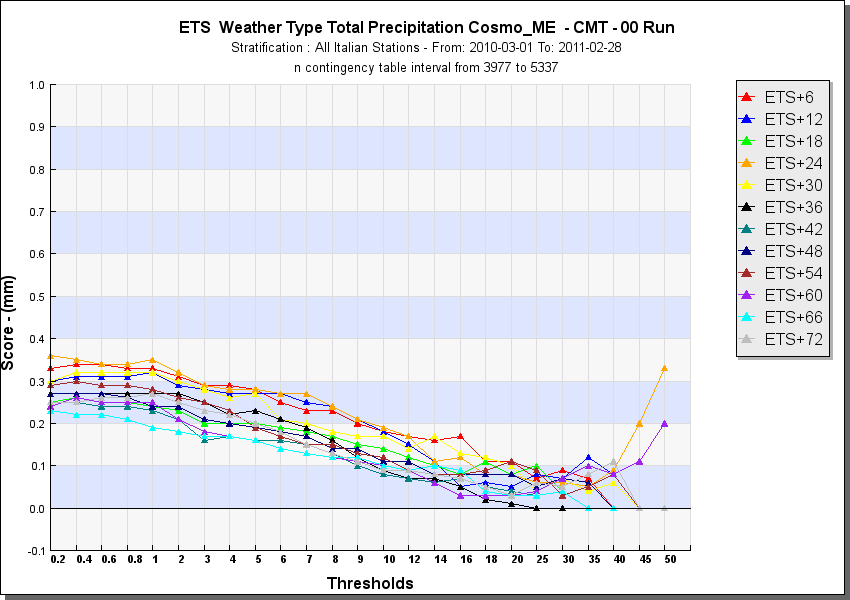 ETS Weather Type Total Precipitation Cosmo_ME - CMT - 00 Run
Stratification : All Italian Stations - From: 2010-03-01 To: 2011-02-28
n contingency table interval from 3977 to 5337
1.0
0.9
0.8
0.7
0.6
0.5
0.4
0.3
0.2
0.1
0.0
-0.1
Score - (mm)
0.2 0.4 0.6 0.8 1 2 3 4 5 6 7 8 9 10 12 14 16 18 20 25 30 35 40 45 50
Thresholds
ETS+6
ETS+12
ETS+18
ETS+24
ETS+30
ETS+36
ETS+42
ETS+48
ETS+54
ETS+60
ETS+66
ETS+72